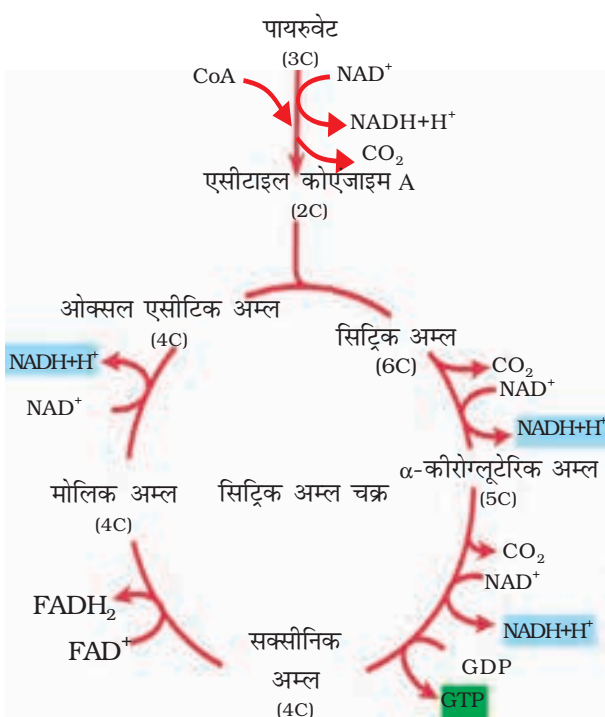 पायरुवेट
(3C)
CoA
NAD⁺
NADH+H⁺
CO₂
एसीटाइल कोएंजाइम A
(2C)
ओक्सल एसीटिक अम्ल
(4C)
सिट्रिक अम्ल
(6C)
NADH+H⁺
CO₂
NAD⁺
NAD⁺
NADH+H⁺
α-कीरोग्लूटेरिक अम्ल
(5C)
मोलिक अम्ल
(4C)
सिट्रिक अम्ल चक्र
CO₂
NAD⁺
NADH+H⁺
FADH₂
FAD⁺
सक्सीनिक
अम्ल
(4C)
GDP
GTP